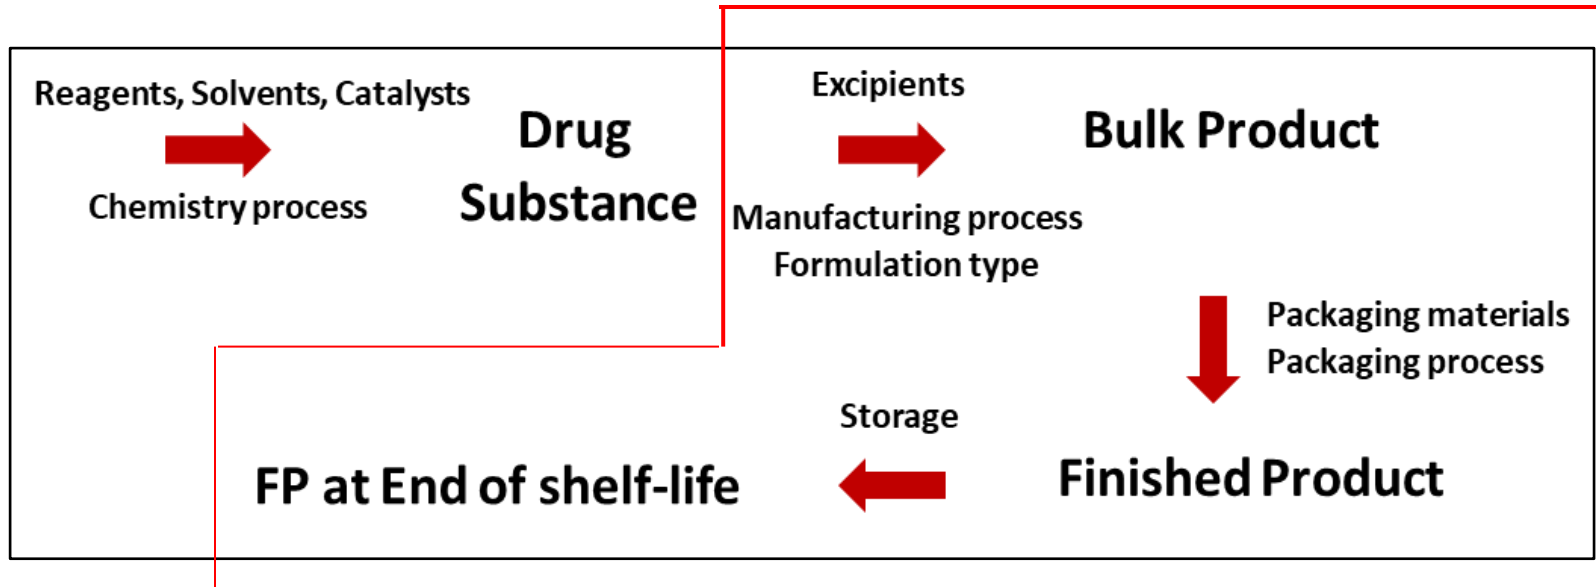 Reagents, Solvents, Catalysts
Chemistry process
Drug
Substance
Excipients
Manufacturing process
Formulation type
Bulk Product
Packaging materials
Packaging process
Finished Product
Storage
FP at End of shelf-life